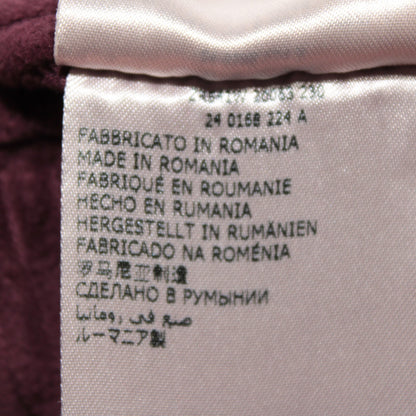 24 0168 224 A
FABBRICATO IN ROMANIA
MADE IN ROMANIA
FABRIQUÉ EN ROUMANIE
HECHO EN RUMANIA
HERGESTELLT IN RUMÄNIEN
FABRICADO NA ROMÉNIA
罗马尼亚制造
СДЕЛАНО В РУМЫНИИ
صنع في رومانيا
ルーマニア製